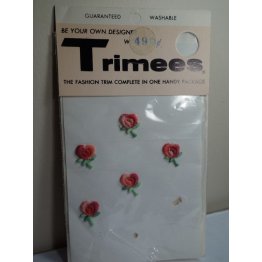 GUARANTEED WASHABLE
BE YOUR OWN DESIGNER
49¢
Trimees
THE FASHION TRIM COMPLETE IN ONE HANDY PACKAGE